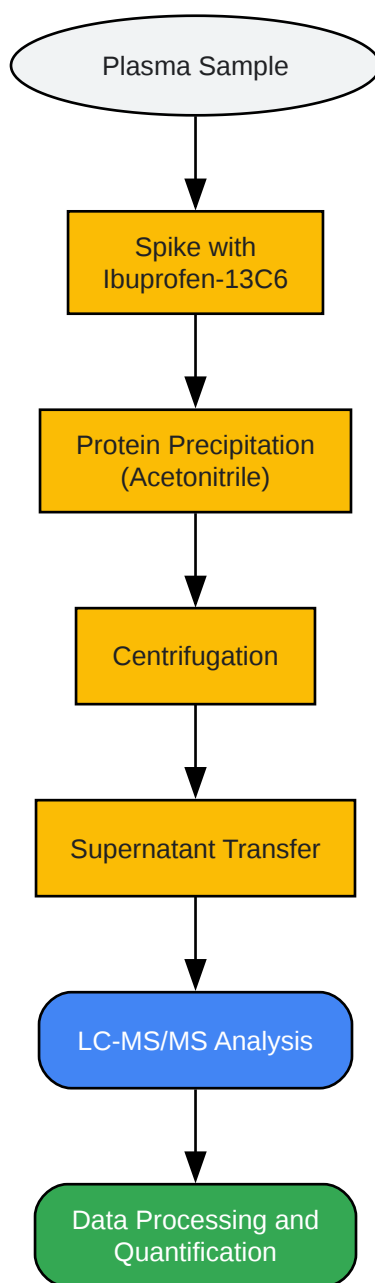 Plasma Sample
Spike with
Ibuprofen-13C6
Protein Precipitation
(Acetonitrile)
Centrifugation
Supernatant Transfer
LC-MS/MS Analysis
Data Processing and
Quantification